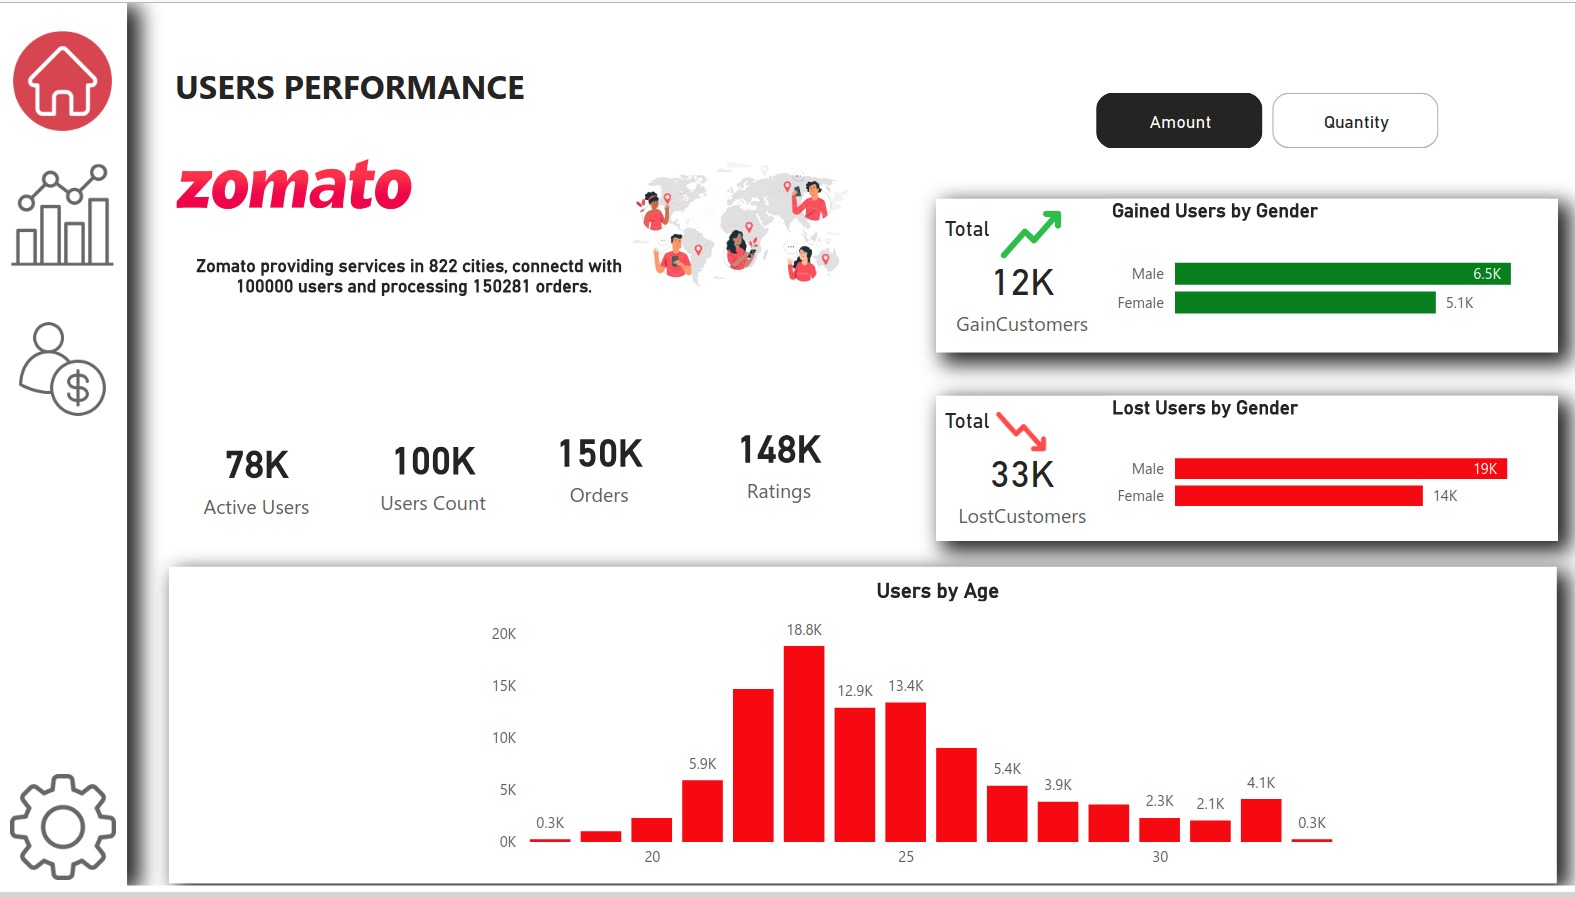 USERS PERFORMANCE
Amount
Quantity
zomato
Zomato providing services in 822 cities, connectd with
100000 users and processing 150281 orders.
Total
12K
GainCustomers
Gained Users by Gender
Male 6.5K
Female 5.1K
Total
33K
LostCustomers
Lost Users by Gender
Male 19K
Female 14K
78K
Active Users
100K
Users Count
150K
Orders
148K
Ratings
Users by Age
20K
15K
10K
5K
0K
0.3K
5.9K
18.8K
12.9K
13.4K
5.4K
3.9K
2.3K
2.1K
4.1K
0.3K
20
25
30
$